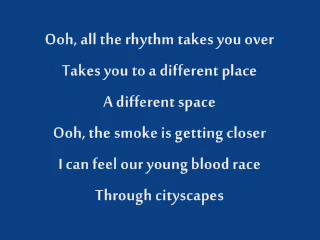 Ooh, all the rhythm takes you over
Takes you to a different place
A different space
Ooh, the smoke is getting closer
I can feel our young blood race
Through cityscapes